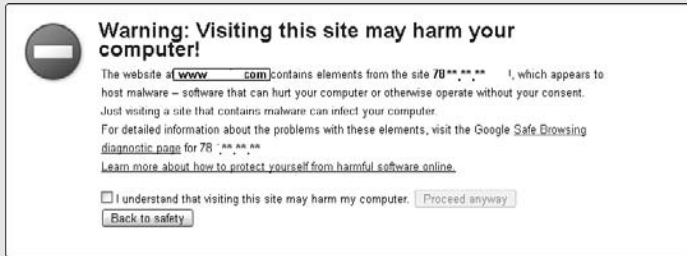 Warning: Visiting this site may harm your
computer!
The website at www com contains elements from the site 78.**.**.** !, which appears to
host malware – software that can hurt your computer or otherwise operate without your consent.
Just visiting a site that contains malware can infect your computer.
For detailed information about the problems with these elements, visit the Google Safe Browsing
diagnostic page for 78 .**.**.**
Learn more about how to protect yourself from harmful software online.
I understand that visiting this site may harm my computer. Proceed anyway
Back to safety